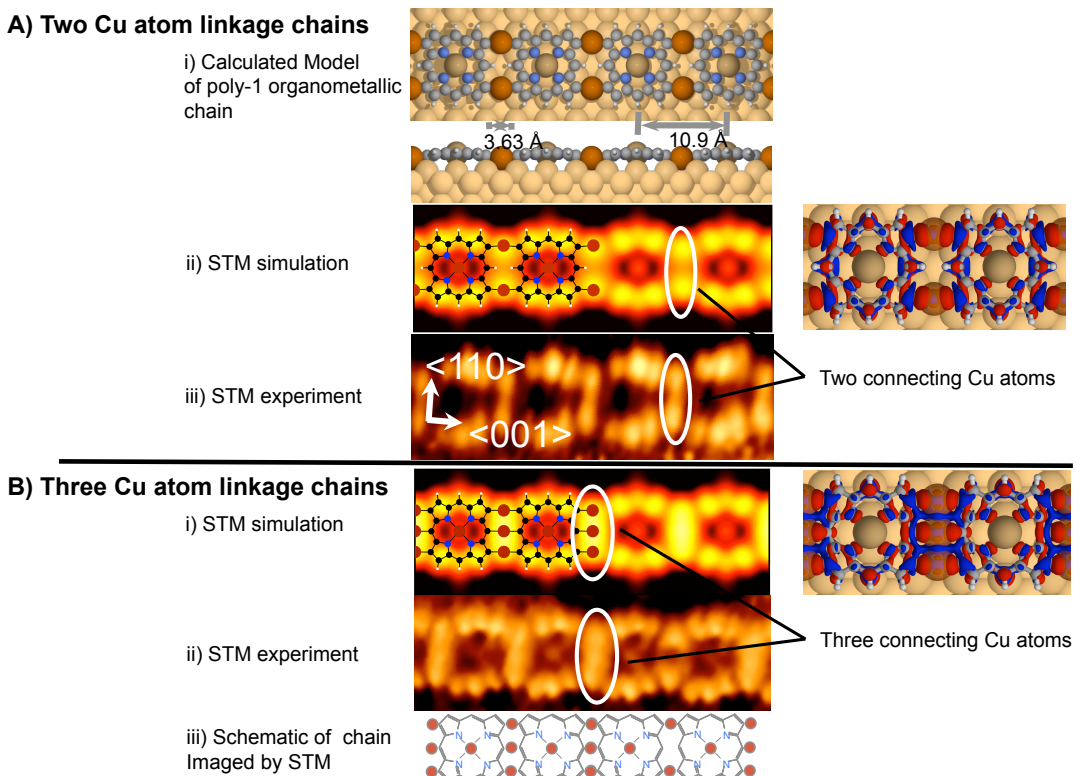 A) Two Cu atom linkage chains
i) Calculated Model
of poly-1 organometallic
chain
3.63 Å
10.9 Å
ii) STM simulation
iii) STM experiment
<110>
<001>
Two connecting Cu atoms
B) Three Cu atom linkage chains
i) STM simulation
ii) STM experiment
Three connecting Cu atoms
iii) Schematic of chain
Imaged by STM
N N N N N N N N
N N N N N N N N